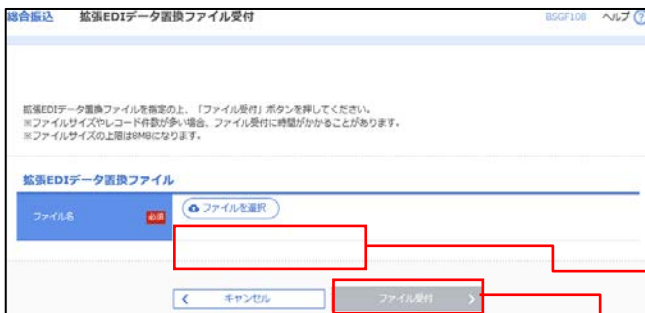 総合振込 拡張EDIデータ置換ファイル受付 BSGF108 ヘルプ ?
拡張EDIデータ置換ファイルを指定の上、「ファイル受付」ボタンを押してください。
※ファイルサイズやレコード件数が多い場合、ファイル受付に時間がかかることがあります。
※ファイルサイズの上限は8MBになります。
拡張EDIデータ置換ファイル
ファイル名 必須 ファイルを選択
キャンセル ファイル受付